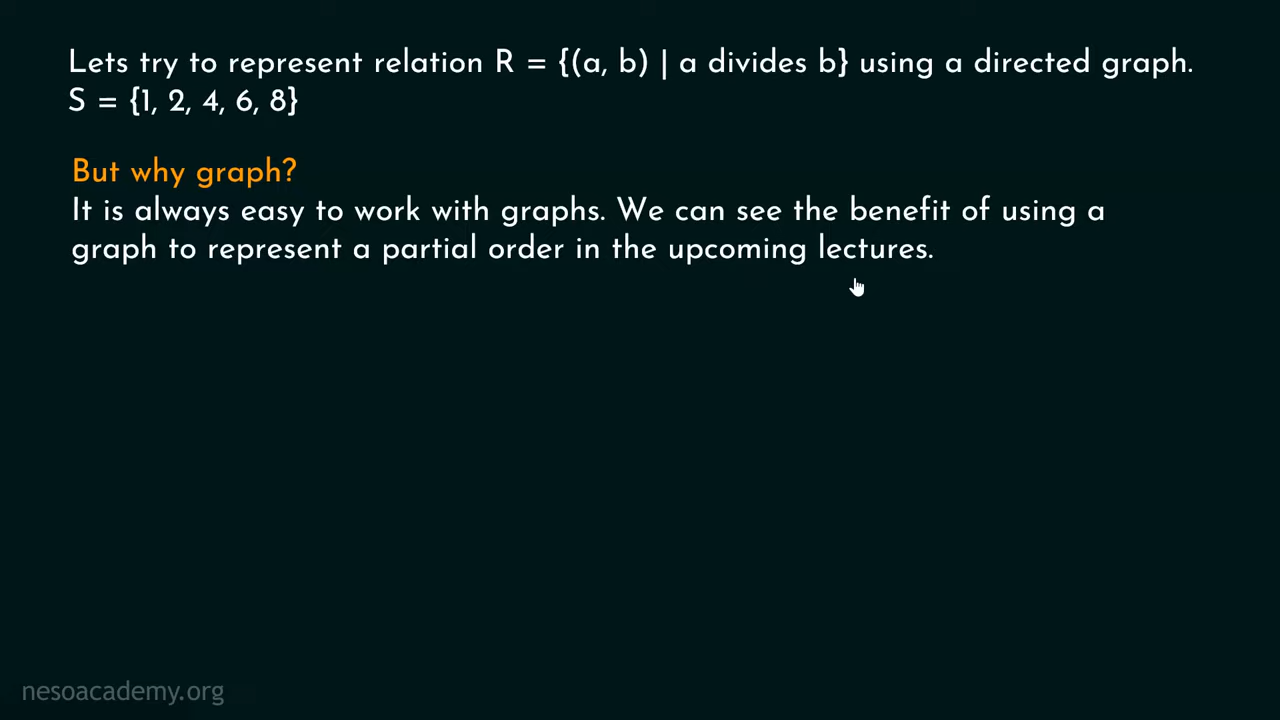 Lets try to represent relation R = {(a, b) | a divides b} using a directed graph.
S = {1, 2, 4, 6, 8}
But why graph?
It is always easy to work with graphs. We can see the benefit of using a
graph to represent a partial order in the upcoming lectures.
nesoacademy.org